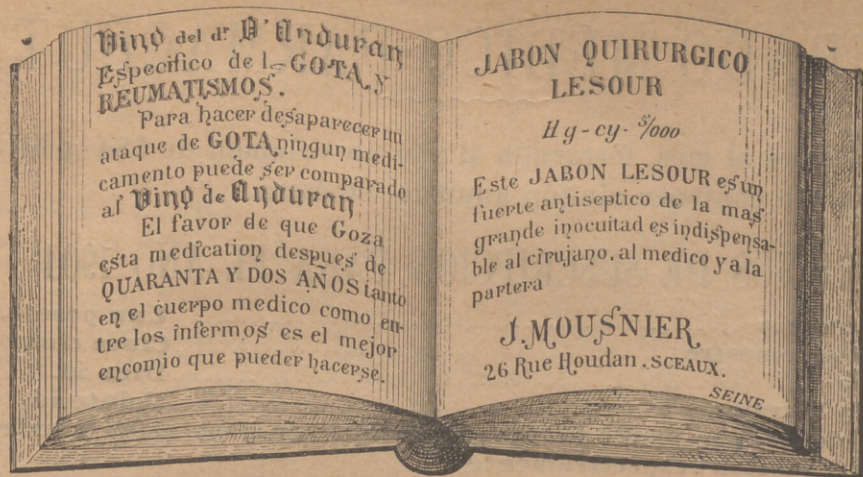 Vino del dr. D'Anduran
Especifico de la GOTA y
REUMATISMOS.
Para hacer desaparecer un
ataque de GOTA ningun medi-
camento puede ser comparado
al Vino de Anduran
El favor de que Goza
esta medication despues de
QUARANTA Y DOS AÑOS tanto
en el cuerpo medico como en-
tre los infermos es el mejor
encomio que pueder hacerse.
JABON QUIRURGICO
LESOUR
Hg-cy- 5/000
Este JABON LESOUR es un
fuerte antiseptico de la mas
grande inocuitad es indispensa-
ble al cirujano, al medico y a la
partera
J. MOUSNIER
26 Rue Houdan. SCEAUX.
SEINE